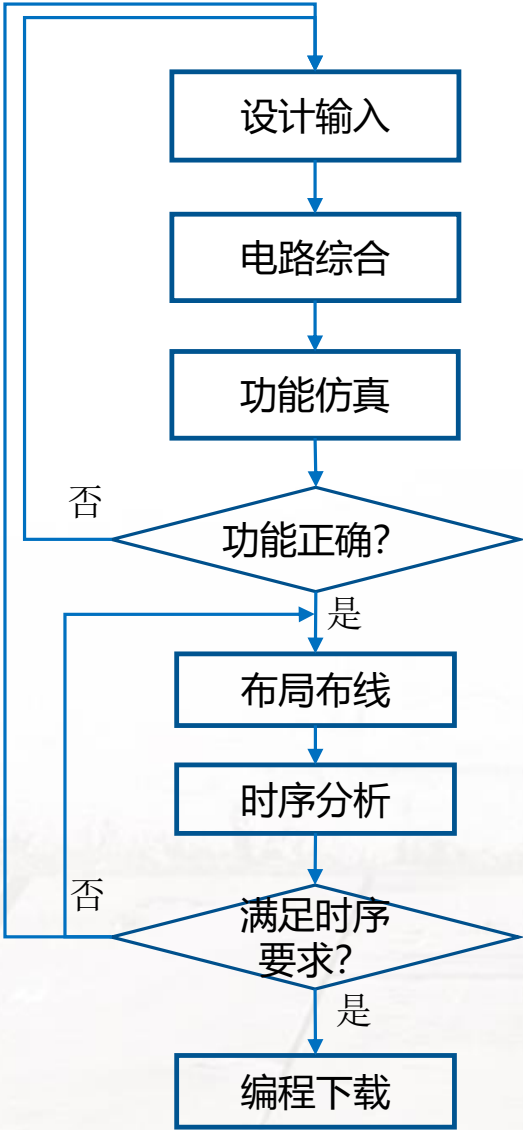 设计输入
电路综合
功能仿真
否
功能正确?
是
布局布线
时序分析
否
满足时序
要求?
是
编程下载